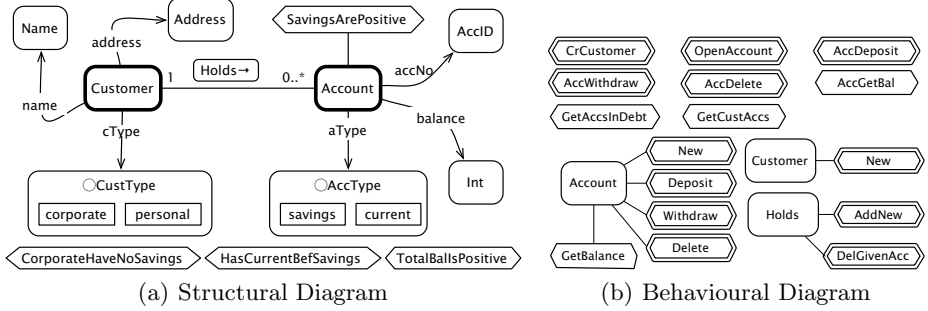 Name
Address
SavingsArePositive
AccID
address
Holds→
accNo
1
0..*
Customer
Account
name
balance
cType
aType
CustType
corporate personal
AccType
savings current
Int
CorporateHaveNoSavings HasCurrentBefSavings TotalBalIsPositive
(a) Structural Diagram
CrCustomer OpenAccount AccDeposit
AccWithdraw AccDelete AccGetBal
GetAccsInDebt GetCustAccs
Account
New
Deposit
Withdraw
Delete
GetBalance
Customer
New
Holds
AddNew
DelGivenAcc
(b) Behavioural Diagram